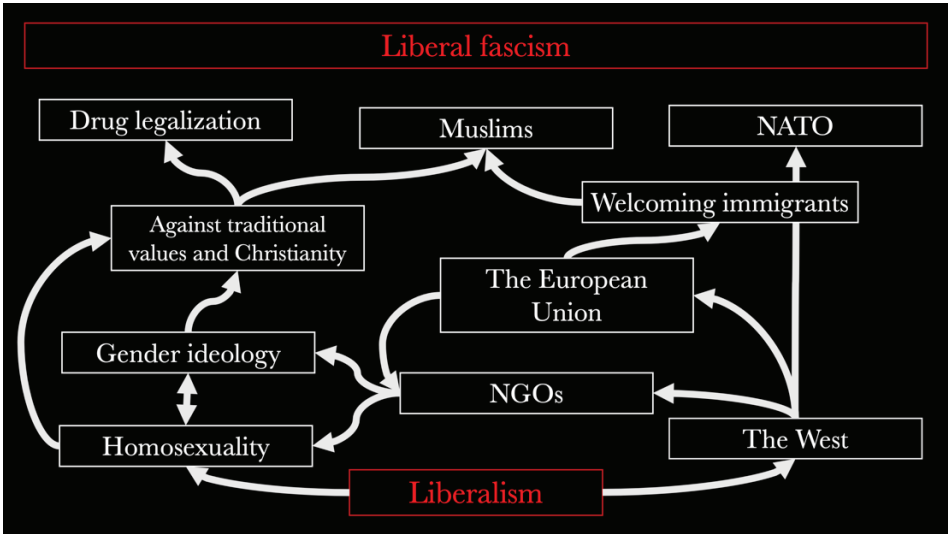 Liberal fascism
Drug legalization
Muslims
NATO
Welcoming immigrants
Against traditional
values and Christianity
The European
Union
Gender ideology
NGOs
Homosexuality
The West
Liberalism